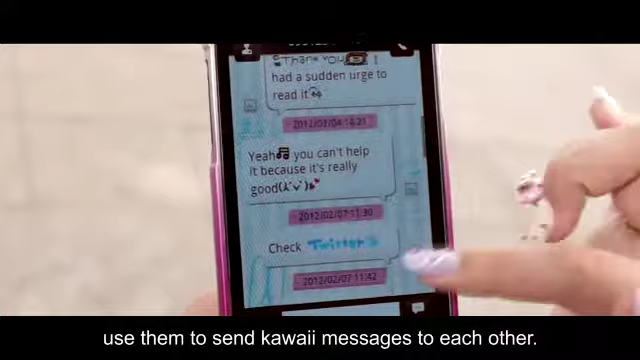 Thank you I
had a sudden urge to
read it
2012/03/04 14:21
Yeah you can't help
it because it's really
good
2012/02/07 11:30
Check Twitter
2012/02/07 11:42
use them to send kawaii messages to each other.